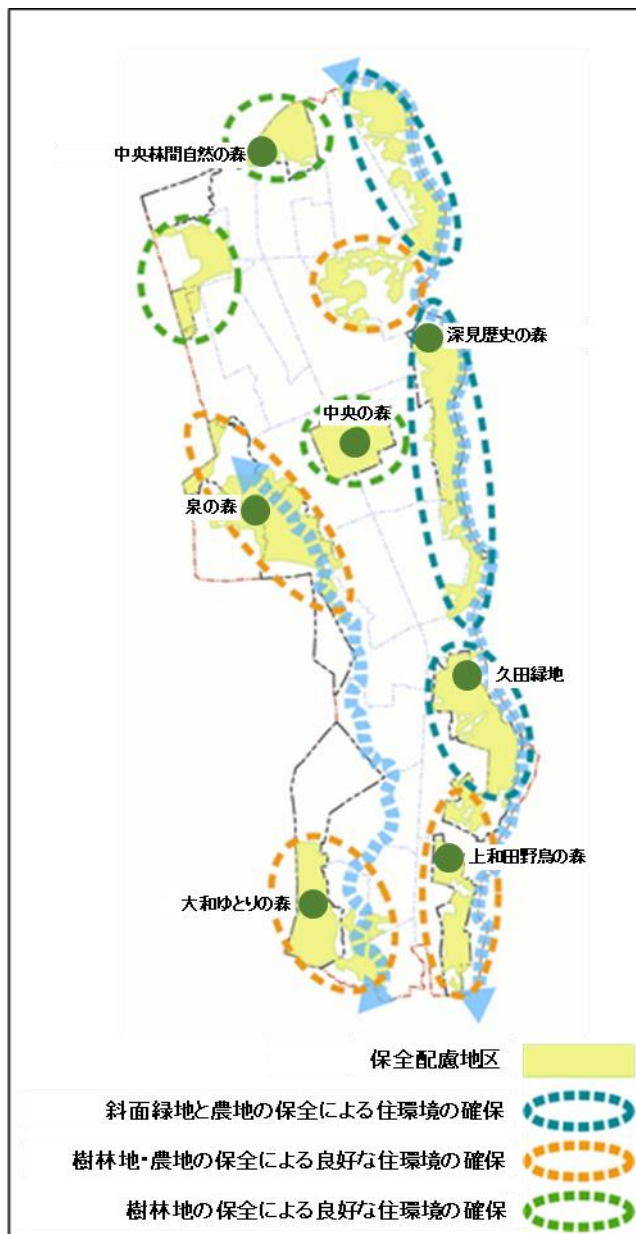 中央林間自然の森
深見歴史の森
中央の森
泉の森
久田緑地
上和田野鳥の森
大和ゆとりの森
保全配慮地区
斜面緑地と農地の保全による住環境の確保
樹林地・農地の保全による良好な住環境の確保
樹林地の保全による良好な住環境の確保